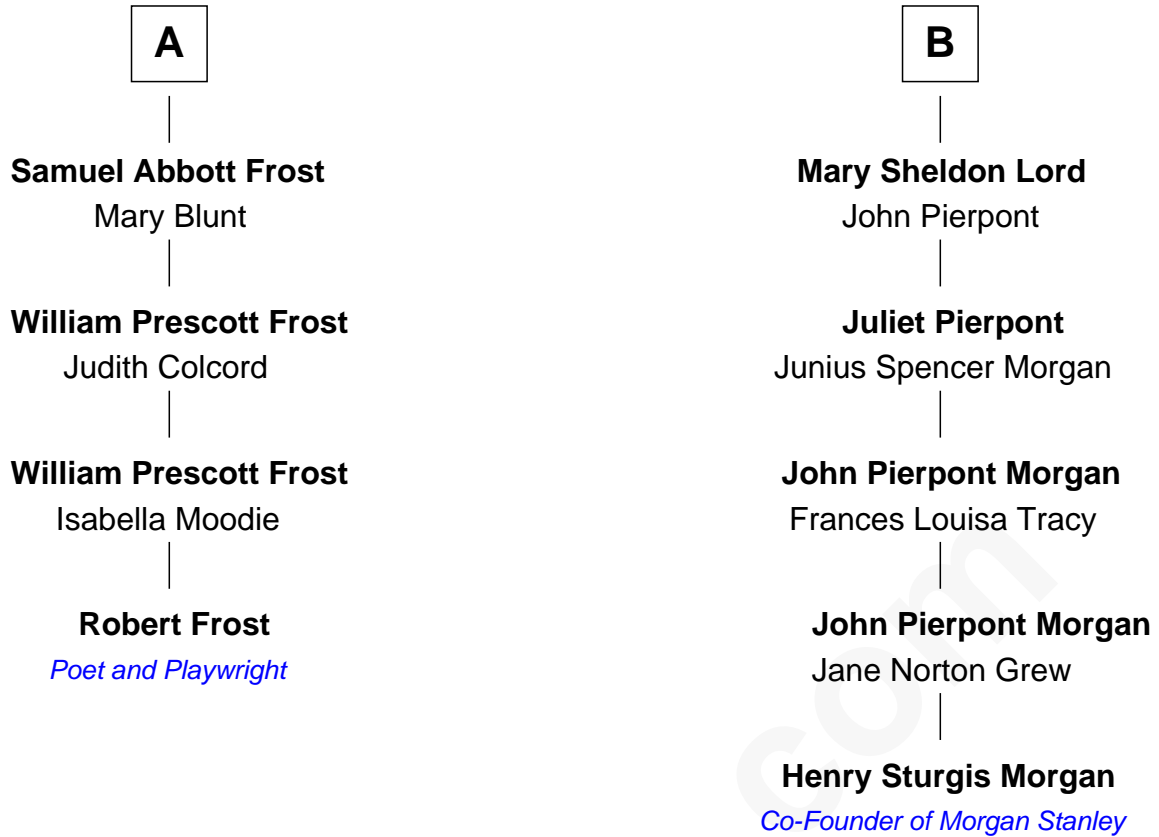 A
Samuel Abbott Frost
Mary Blunt
William Prescott Frost
Judith Colcord
William Prescott Frost
Isabella Moodie
Robert Frost
Poet and Playwright
B
Mary Sheldon Lord
John Pierpont
Juliet Pierpont
Junius Spencer Morgan
John Pierpont Morgan
Frances Louisa Tracy
John Pierpont Morgan
Jane Norton Grew
Henry Sturgis Morgan
Co-Founder of Morgan Stanley
com